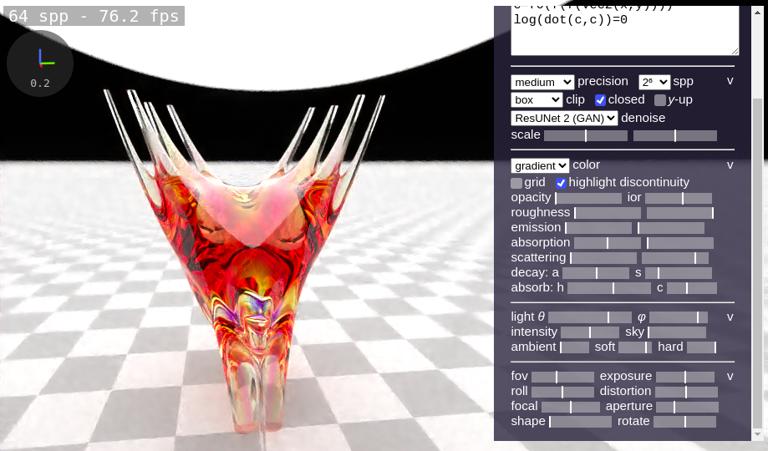 64 spp - 76.2 fps
0.2
log(dot(c,c))=0
medium precision 2⁶ spp v
box clip closed y-up
ResUNet 2 (GAN) denoise
scale
gradient color v
grid highlight discontinuity
opacity ior
roughness
emission
absorption
scattering
decay: a s
absorb: h c
light θ φ v
intensity sky
ambient soft hard
fov exposure v
roll distortion
focal aperture
shape rotate